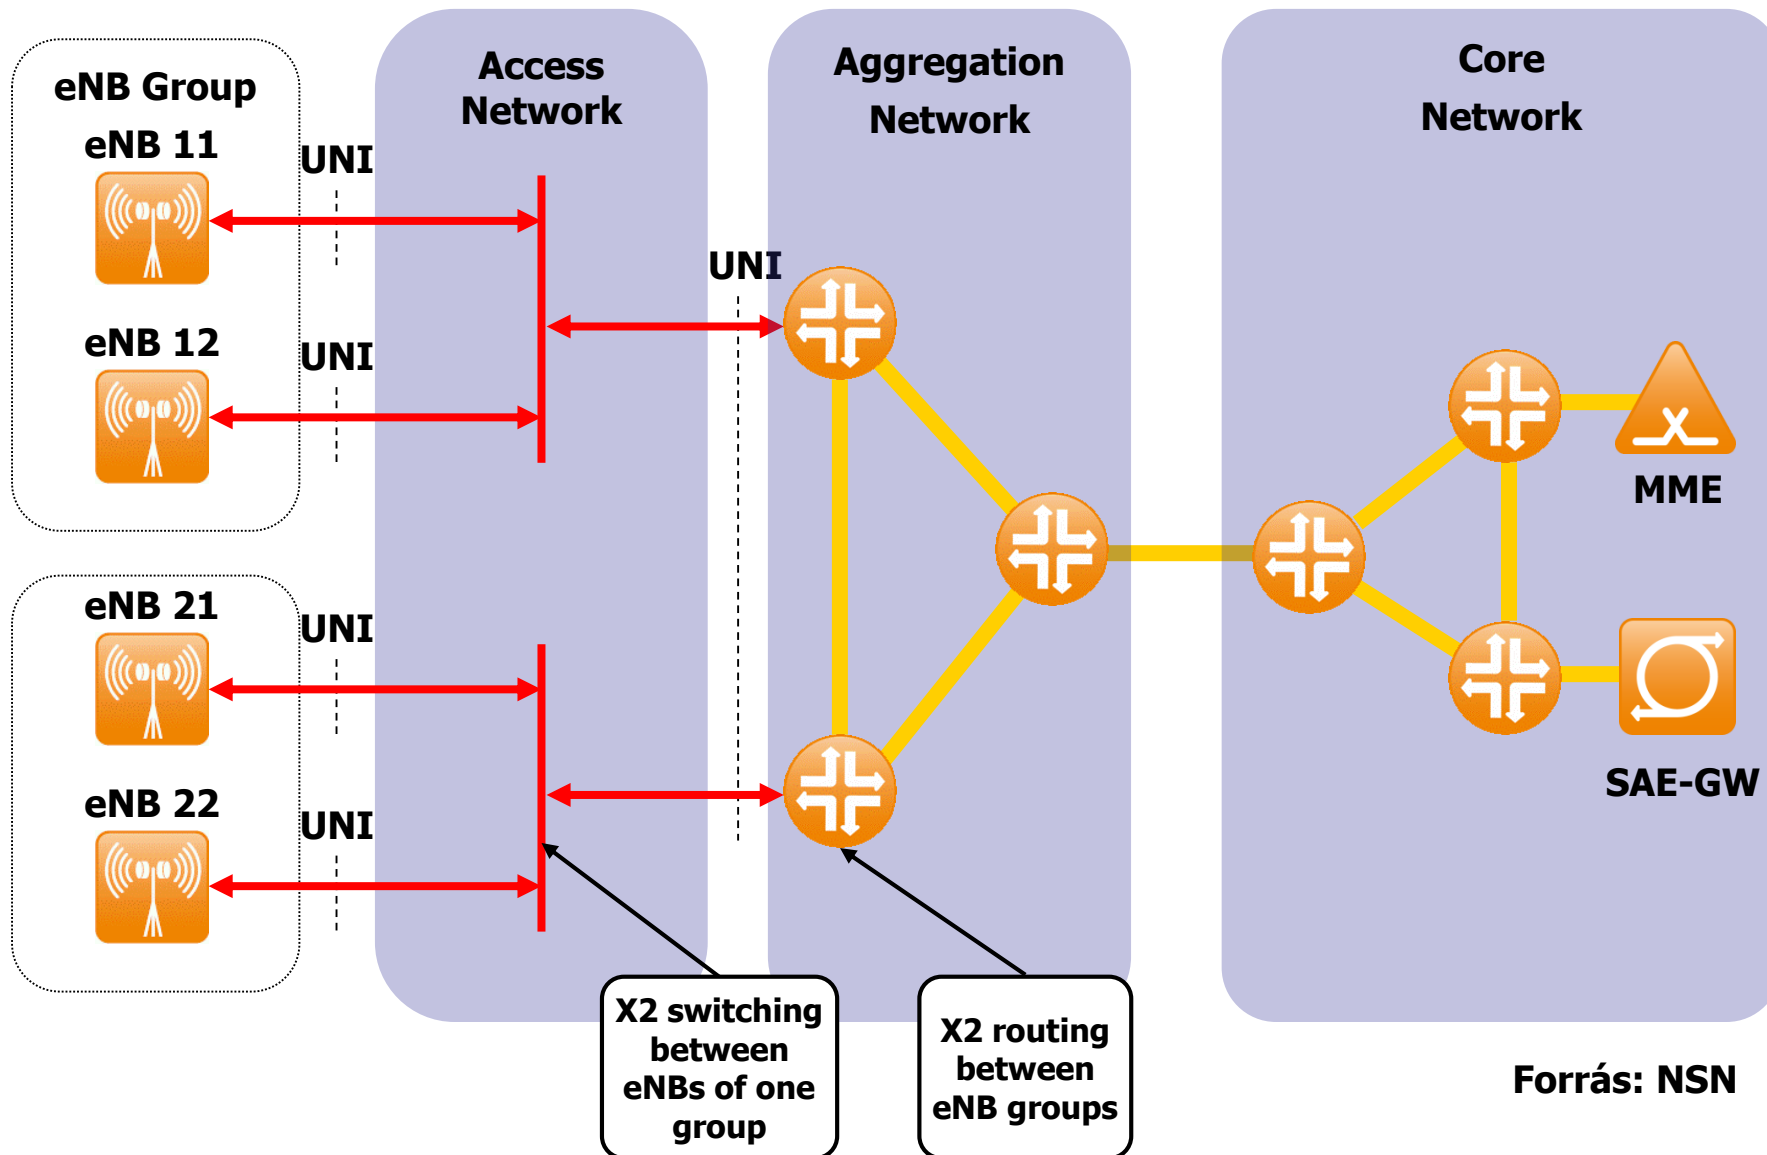 eNB Group
eNB 11
UNI
eNB 12
UNI
eNB 21
UNI
eNB 22
UNI
Access
Network
UNI
Aggregation
Network
Core
Network
MME
SAE-GW
X2 switching
between
eNBs of one
group
X2 routing
between
eNB groups
Forrás: NSN